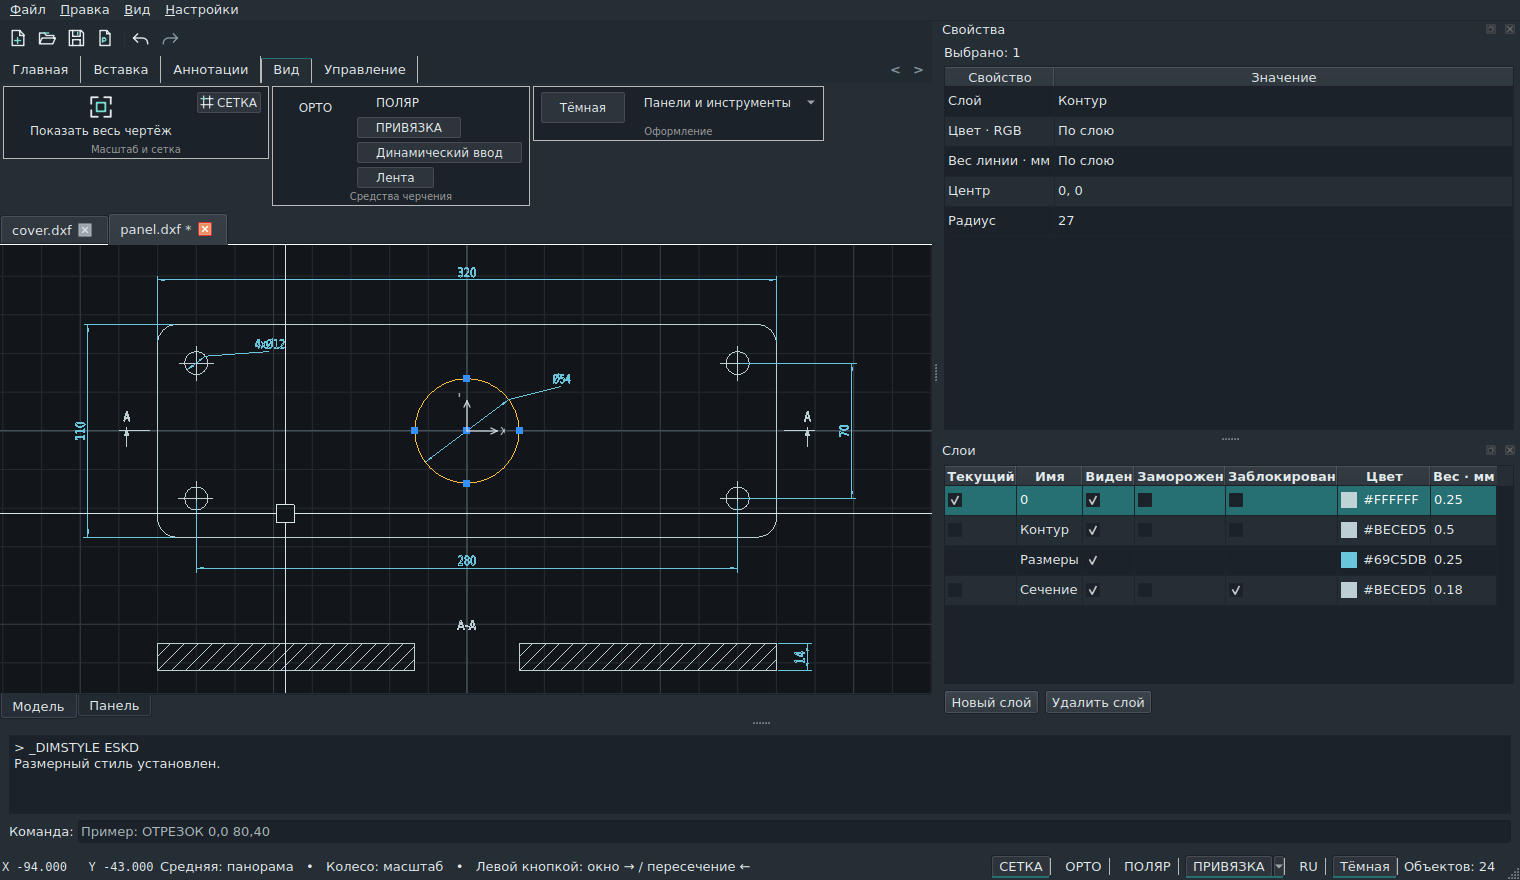 Файл Правка Вид Настройки
Главная Вставка Аннотации Вид Управление < >
СЕТКА
Показать весь чертёж
Масштаб и сетка
ОРТО
ПОЛЯР
ПРИВЯЗКА
Динамический ввод
Лента
Средства черчения
Тёмная
Панели и инструменты
Оформление
cover.dxf
panel.dxf *
320
4x⌀12
⌀54
110
A
A
70
X
280
A-A
14
Модель Панель
> _DIMSTYLE ESKD
Размерный стиль установлен.
Команда: Пример: ОТРЕЗОК 0,0 80,40
X -94.000 Y -43.000 Средняя: панорама • Колесо: масштаб • Левой кнопкой: окно → / пересечение ←
СЕТКА ОРТО ПОЛЯР ПРИВЯЗКА RU Тёмная Объектов: 24
Свойства
Выбрано: 1
Свойство Значение
Слой Контур
Цвет · RGB По слою
Вес линии · мм По слою
Центр 0, 0
Радиус 27
Слои
Текущий Имя Виден Заморожен Заблокирован Цвет Вес · мм
0 #FFFFFF 0.25
Контур #BECED5 0.5
Размеры #69C5DB 0.25
Сечение #BECED5 0.18
Новый слой Удалить слой